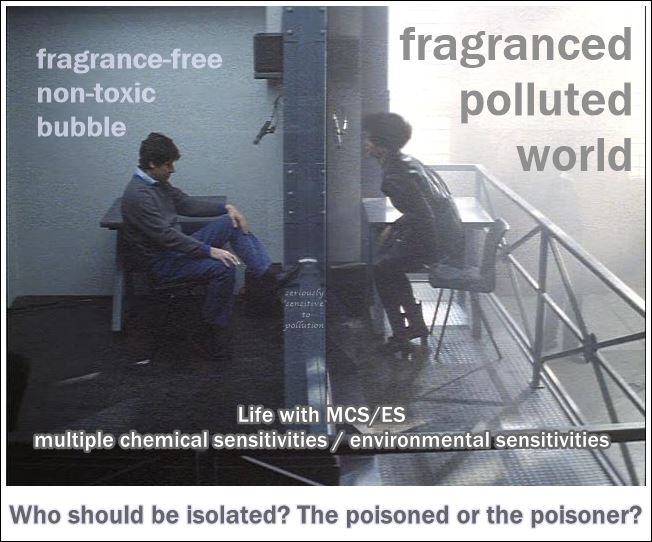 fragrance-free
non-toxic
bubble
fragranced
polluted
world
seriously
"sensitive"
to
pollution
Life with MCS/ES
multiple chemical sensitivities / environmental sensitivities
Who should be isolated? The poisoned or the poisoner?